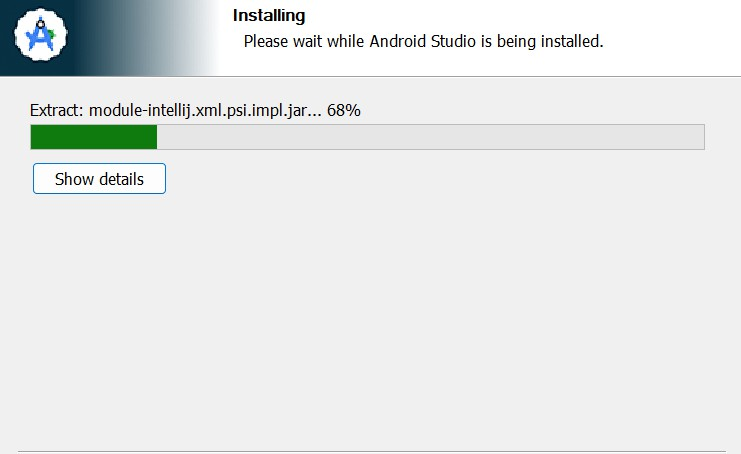 Installing
Please wait while Android Studio is being installed.
Extract: module-intellij.xml.psi.impl.jar... 68%
Show details